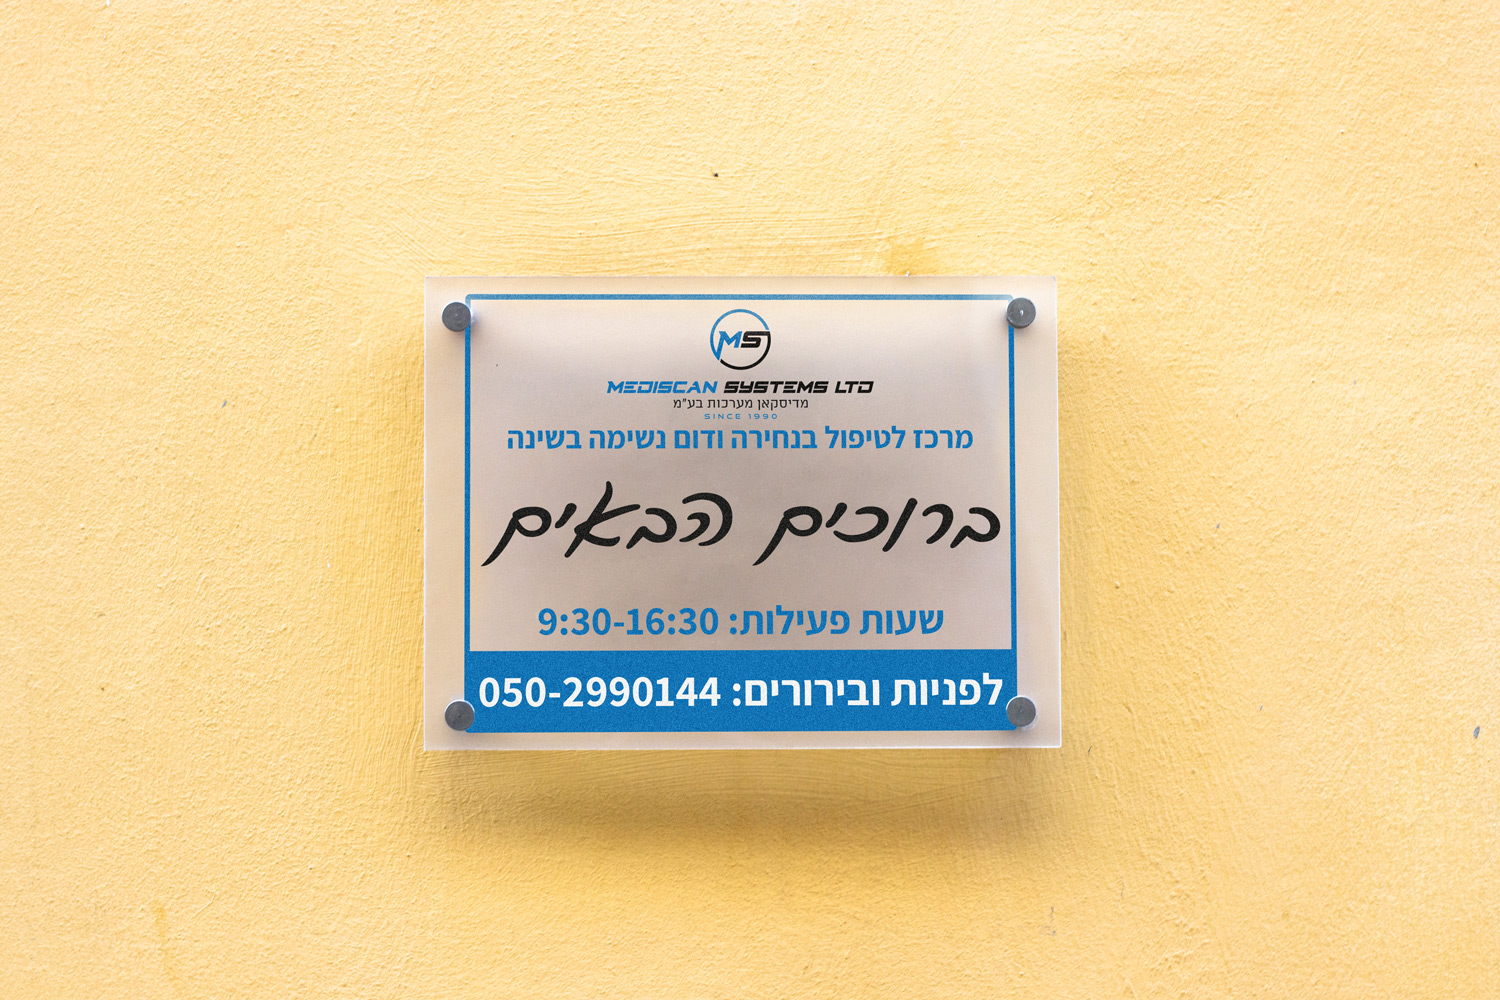 MS
MEDISCAN SYSTEMS LTD
מדיסקאן מערכות בע"מ
SINCE 1990
מרכז לטיפול בנחירה ודום נשימה בשינה
ברוכים הבאים
שעות פעילות: 9:30-16:30
לפניות ובירורים: 050-2990144